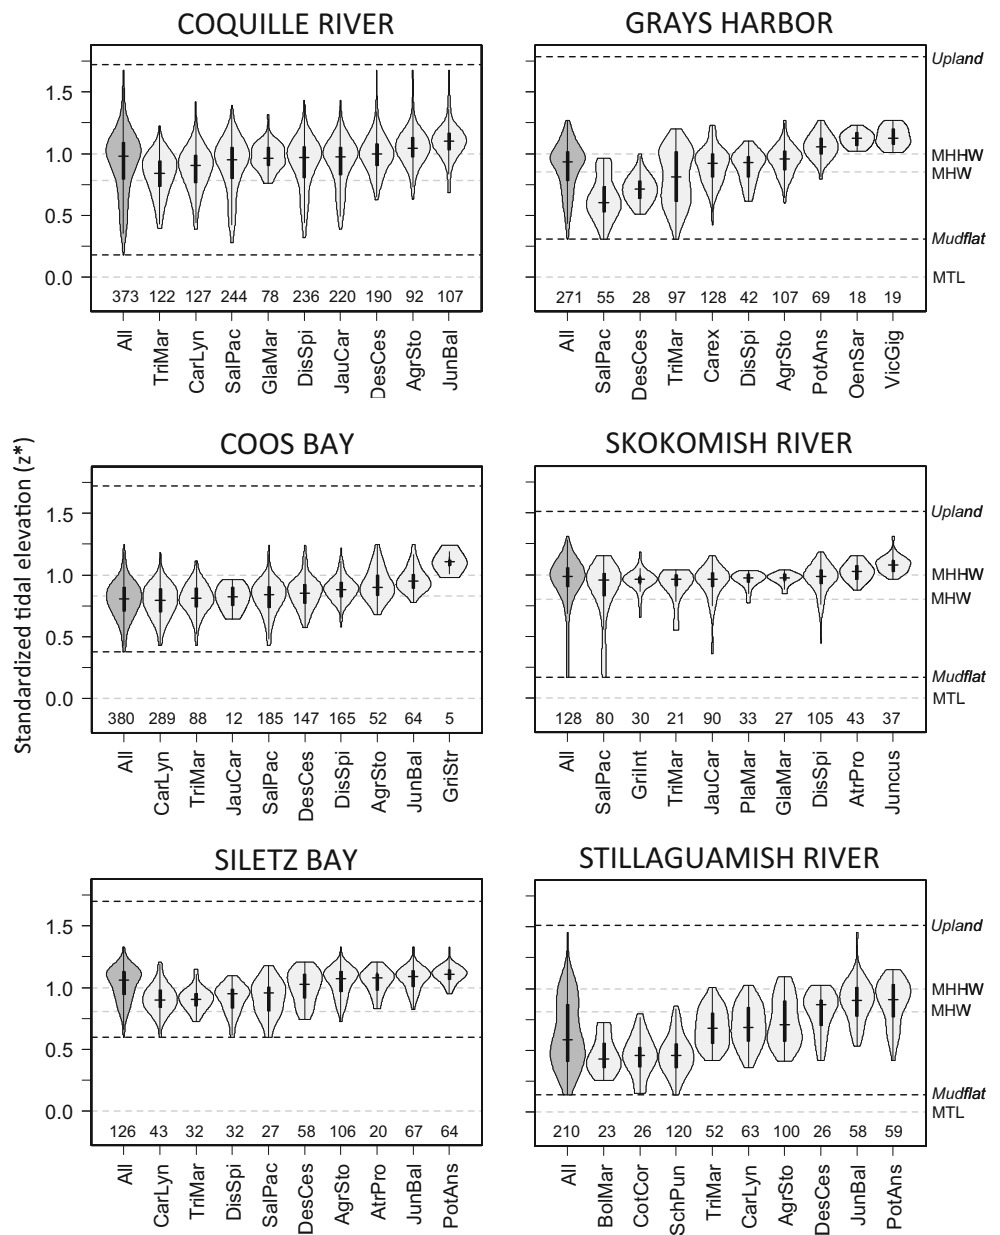 COQUILLE RIVER
GRAYS HARBOR
1.5
1.0
0.5
0.0
Upland
MHHW
MHW
Mudflat
MTL
373 122 127 244 78 236 220 190 92 107
271 55 28 97 128 42 107 69 18 19
All TriMar CarLyn SalPac GlaMar DisSpi JauCar DesCes AgrSto JunBal
All SalPac DesCes TriMar Carex DisSpi AgrSto PotAns OenSar VicGig
Standardized tidal elevation (z*)
COOS BAY
SKOKOMISH RIVER
1.5
1.0
0.5
0.0
Upland
MHHW
MHW
Mudflat
MTL
380 289 88 12 185 147 165 52 64 5
128 80 30 21 90 33 27 105 43 37
All CarLyn TriMar JauCar SalPac DesCes DisSpi AgrSto JunBal GriStr
All SalPac GriInt TriMar JauCar PlaMar GlaMar DisSpi AtrPro Juncus
SILETZ BAY
STILLAGUAMISH RIVER
1.5
1.0
0.5
0.0
Upland
MHHW
MHW
Mudflat
MTL
126 43 32 32 27 58 106 20 67 64
210 23 26 120 52 63 100 26 58 59
All CarLyn TriMar DisSpi SalPac DesCes AgrSto AtrPro JunBal PotAns
All BolMar CotCor SchPun TriMar CarLyn AgrSto DesCes JunBal PotAns